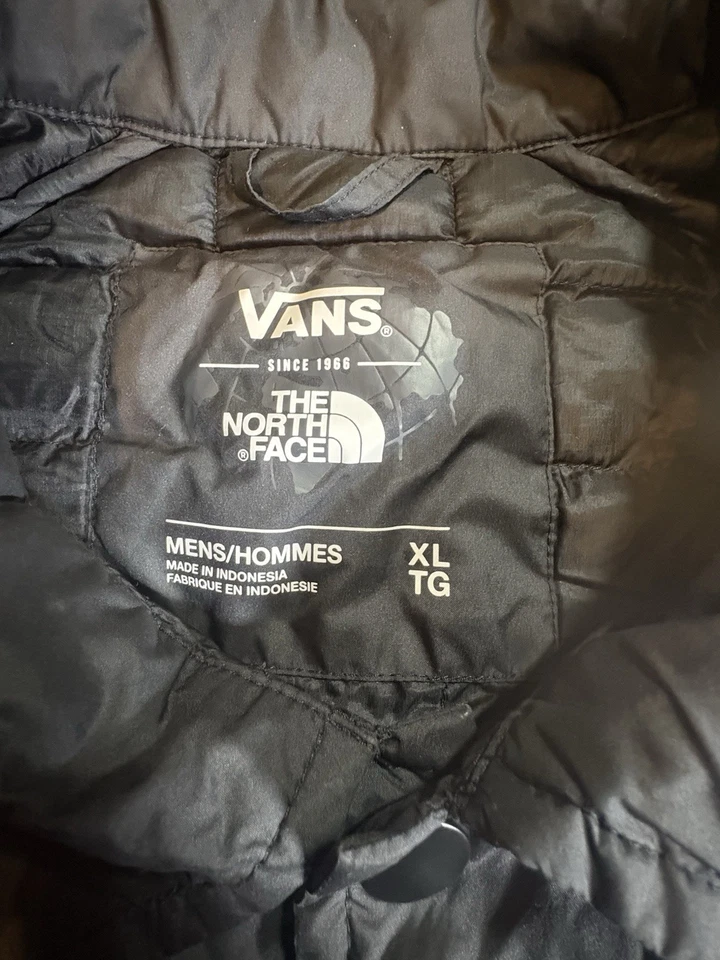 VANS®
SINCE 1966
THE
NORTH
®FACE
MENS/HOMMES XL
MADE IN INDONESIA TG
FABRIQUE EN INDONESIE